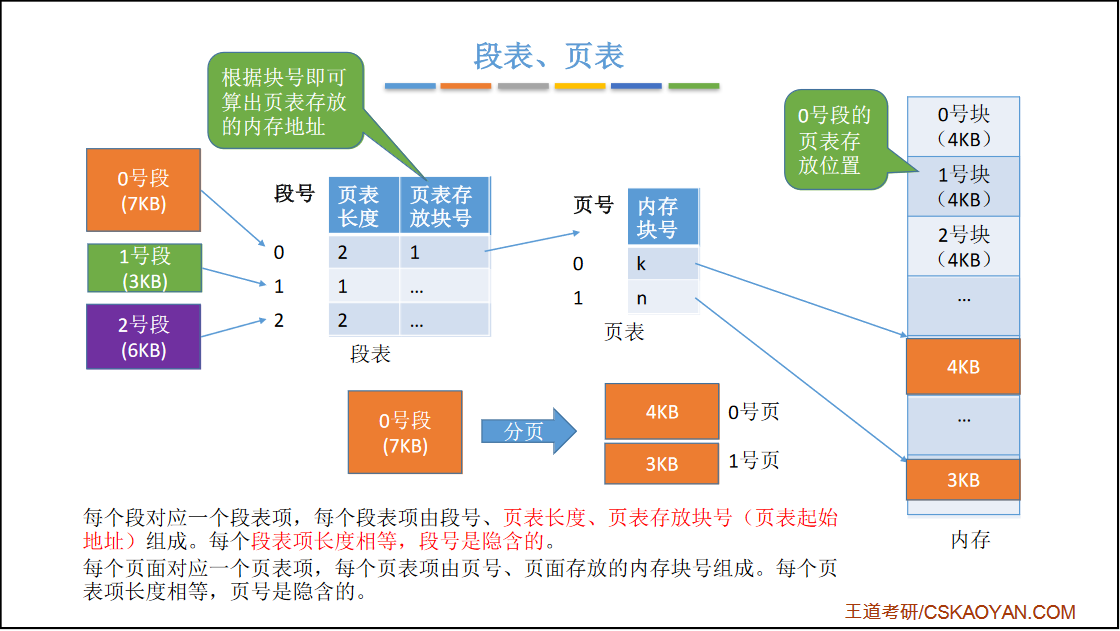 段表、页表
根据块号即可
算出页表存放
的内存地址
0号段
(7KB)
1号段
(3KB)
2号段
(6KB)
段号
页表
长度
页表存
放块号
0
2
1
1
1
...
2
2
...
段表
页号
内存
块号
0
k
1
n
页表
0号段的
页表存
放位置
0号块
（4KB）
1号块
（4KB）
2号块
（4KB）
...
4KB
...
3KB
内存
0号段
(7KB)
分页
4KB
0号页
3KB
1号页
每个段对应一个段表项，每个段表项由段号、页表长度、页表存放块号（页表起始
地址）组成。每个段表项长度相等，段号是隐含的。
每个页面对应一个页表项，每个页表项由页号、页面存放的内存块号组成。每个页
表项长度相等，页号是隐含的。
王道考研/CSKAOYAN.COM